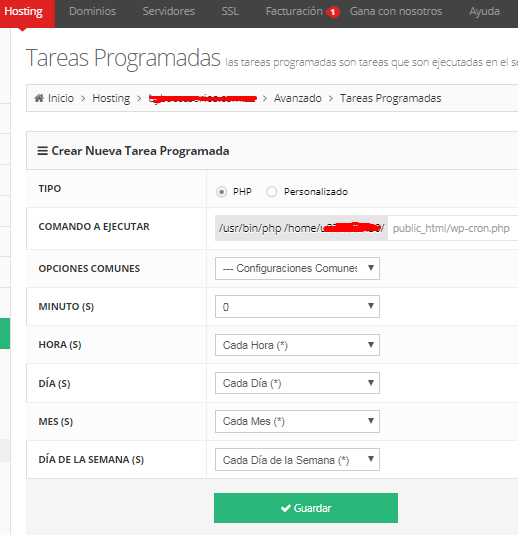 Hosting Dominios Servidores SSL Facturación 1 Gana con nosotros Ayuda
Tareas Programadas las tareas programadas son tareas que son ejecutadas en el
Inicio > Hosting > > Avanzado > Tareas Programadas
Crear Nueva Tarea Programada
TIPO PHP Personalizado
COMANDO A EJECUTAR /usr/bin/php /home/ / public_html/wp-cron.php
OPCIONES COMUNES --- Configuraciones Comunes
MINUTO (S) 0
HORA (S) Cada Hora (*)
DÍA (S) Cada Día (*)
MES (S) Cada Mes (*)
DÍA DE LA SEMANA (S) Cada Día de la Semana (*)
Guardar